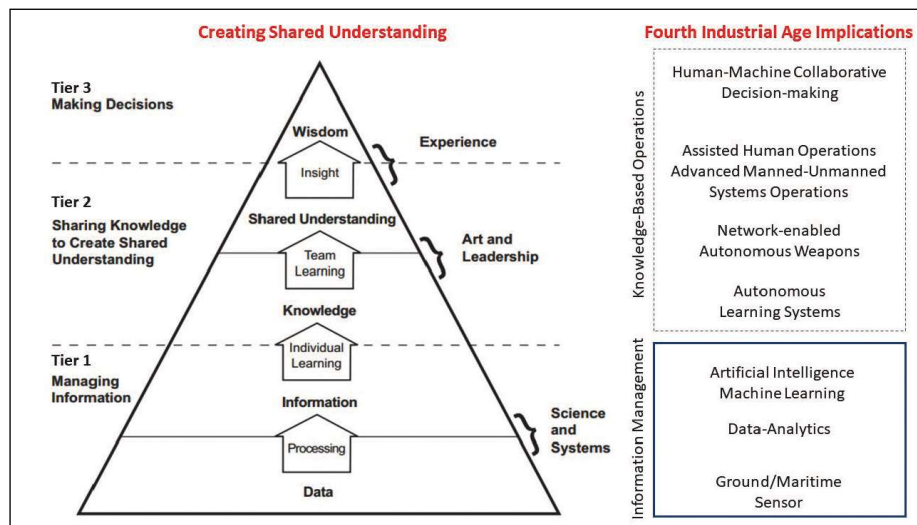 Creating Shared Understanding
Tier 3
Making Decisions
Wisdom
Experience
Insight
Tier 2
Sharing Knowledge
to Create Shared
Understanding
Shared Understanding
Art and
Leadership
Team
Learning
Knowledge
Tier 1
Managing
Information
Individual
Learning
Information
Science
and
Systems
Processing
Data
Fourth Industrial Age Implications
Knowledge-Based Operations
Human-Machine Collaborative
Decision-making
Assisted Human Operations
Advanced Manned-Unmanned
Systems Operations
Network-enabled
Autonomous Weapons
Autonomous
Learning Systems
Information Management
Artificial Intelligence
Machine Learning
Data-Analytics
Ground/Maritime
Sensor